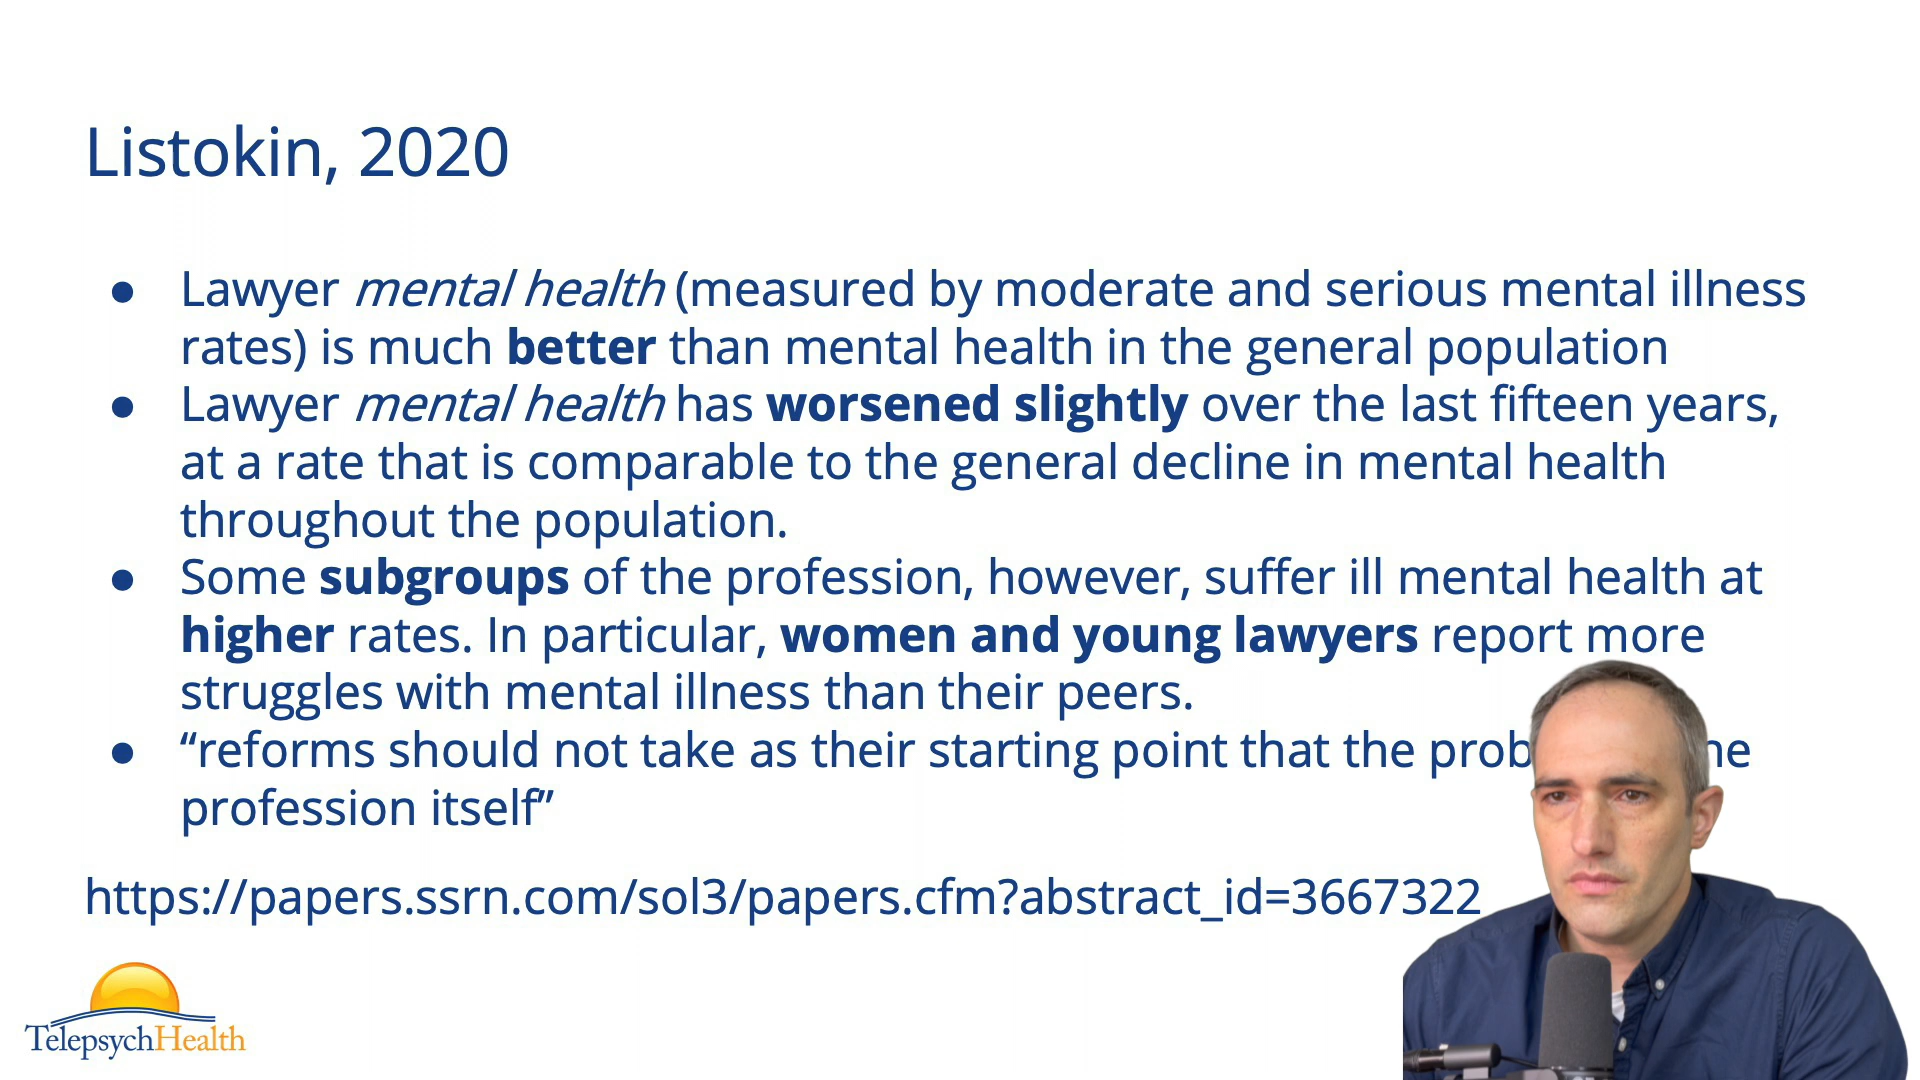 Listokin, 2020
● Lawyer mental health (measured by moderate and serious mental illness
rates) is much better than mental health in the general population
● Lawyer mental health has worsened slightly over the last fifteen years,
at a rate that is comparable to the general decline in mental health
throughout the population.
● Some subgroups of the profession, however, suffer ill mental health at
higher rates. In particular, women and young lawyers report more
struggles with mental illness than their peers.
● “reforms should not take as their starting point that the
profession itself”
https://papers.ssrn.com/sol3/papers.cfm?abstract_id=3667322
TelepsychHealth